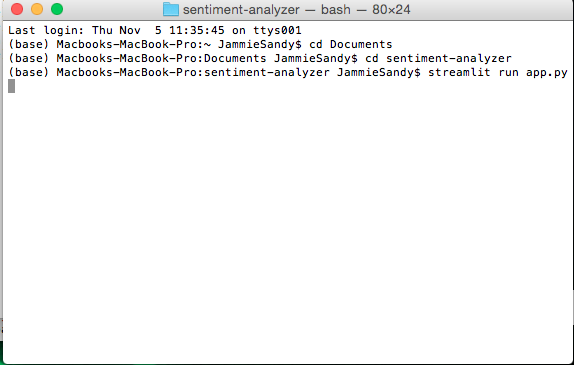 sentiment-analyzer — bash — 80×24
Last login: Thu Nov  5 11:35:45 on ttys001
(base) Macbooks-MacBook-Pro:~ JammieSandy$ cd Documents
(base) Macbooks-MacBook-Pro:Documents JammieSandy$ cd sentiment-analyzer
(base) Macbooks-MacBook-Pro:sentiment-analyzer JammieSandy$ streamlit run app.py